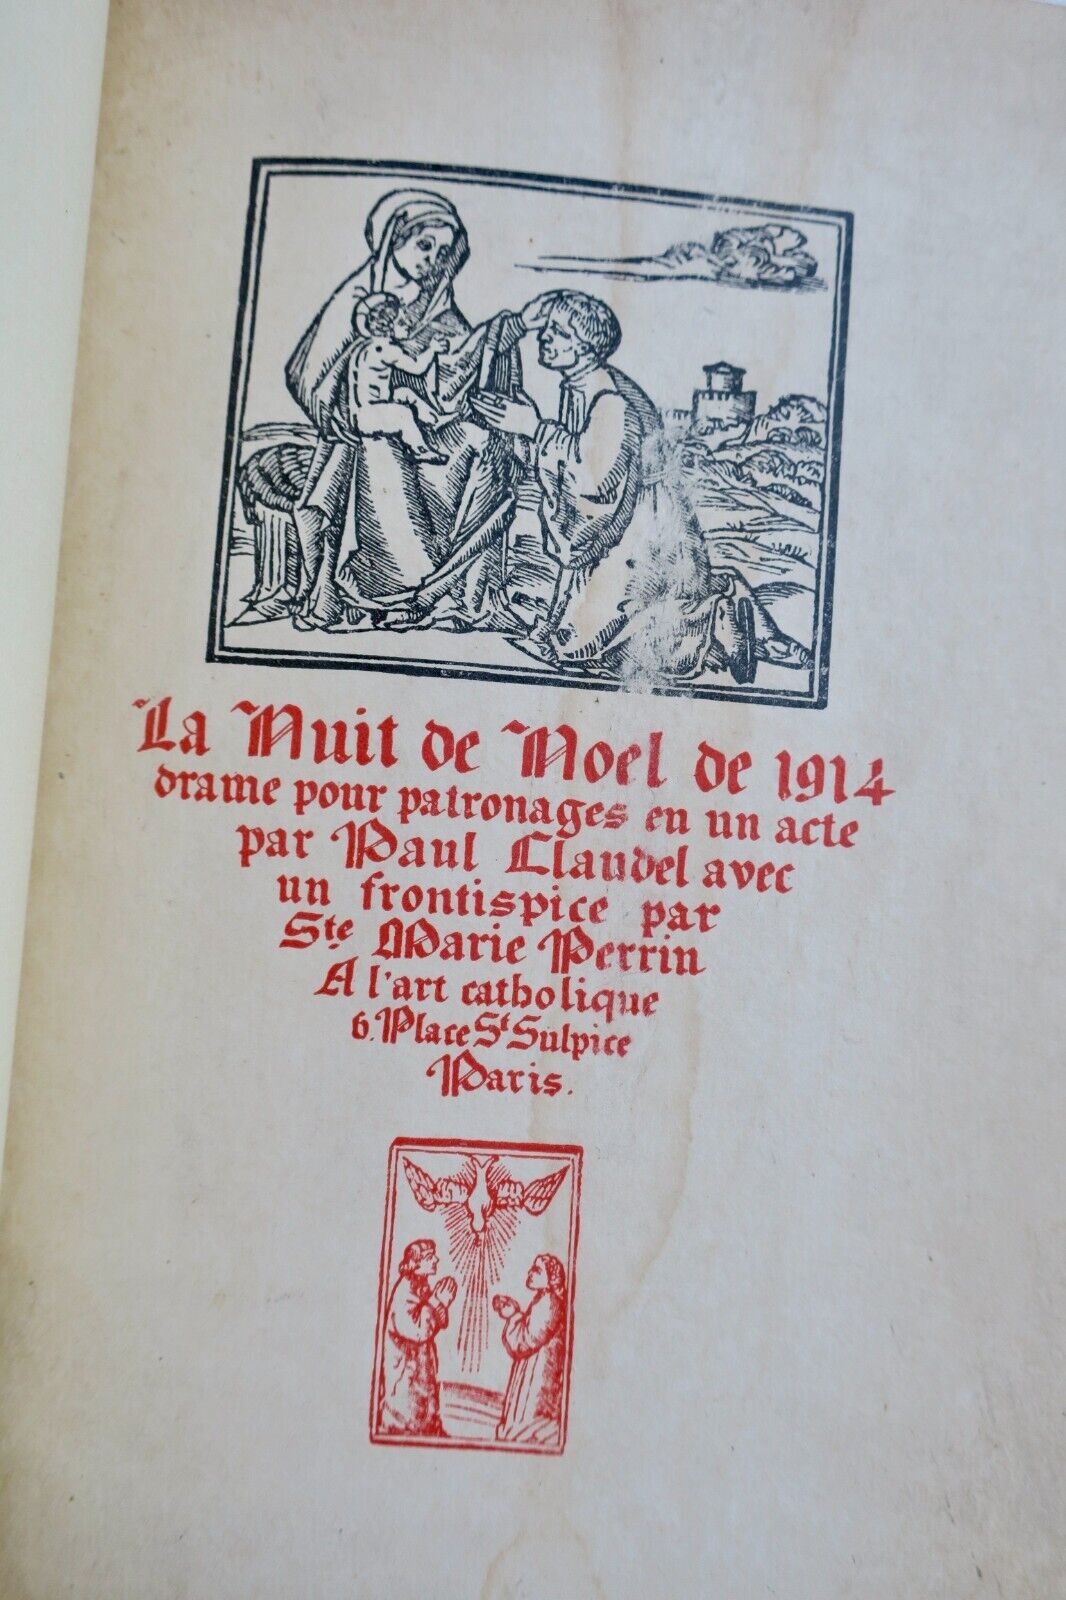 La Nuit de Noel de 1914
drame pour patronages en un acte
par Paul Claudel avec
un frontispice par
Ste Marie Perrin
A l'art catholique
6. Place St Sulpice
Paris.